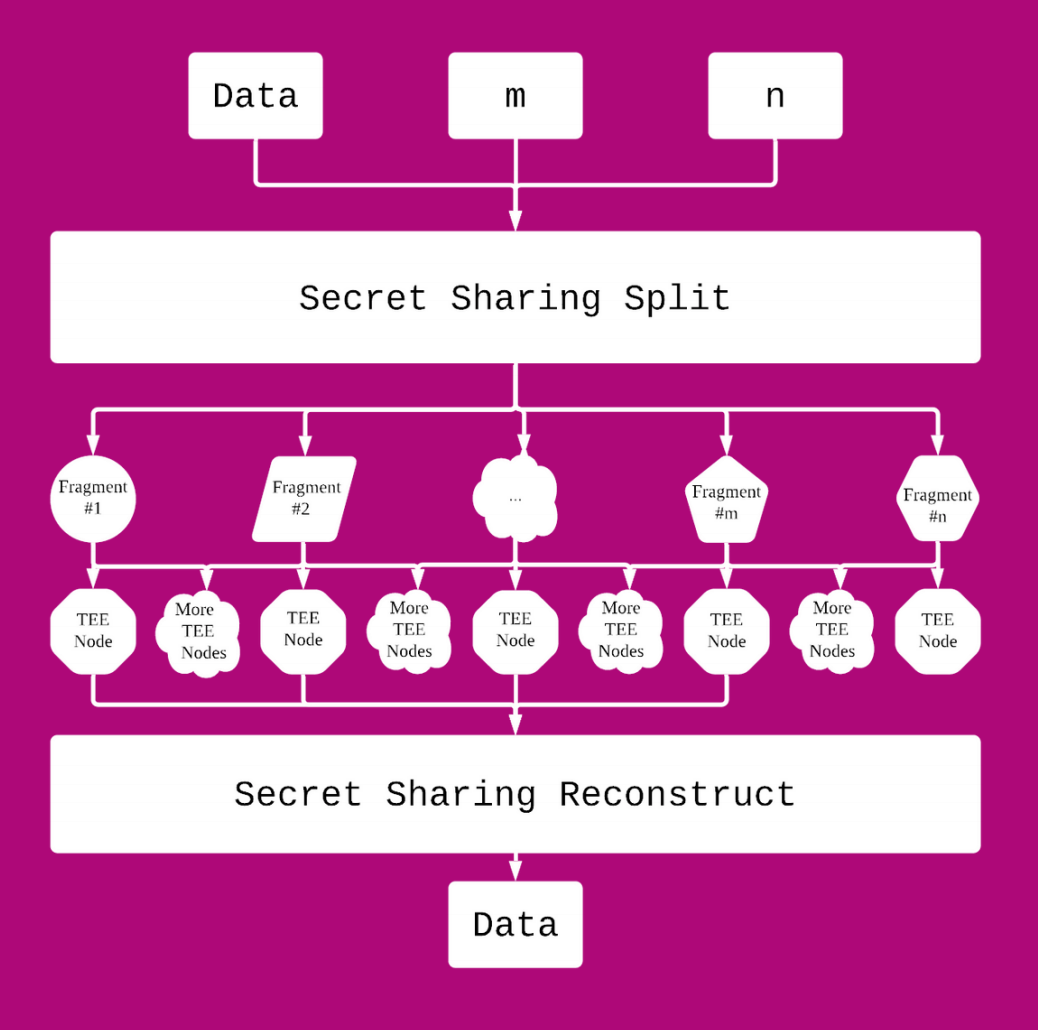 Data
m
n
Secret Sharing Split
Fragment
#1
Fragment
#2
...
Fragment
#m
Fragment
#n
TEE
Node
More
TEE
Nodes
TEE
Node
More
TEE
Nodes
TEE
Node
More
TEE
Nodes
TEE
Node
More
TEE
Nodes
TEE
Node
Secret Sharing Reconstruct
Data